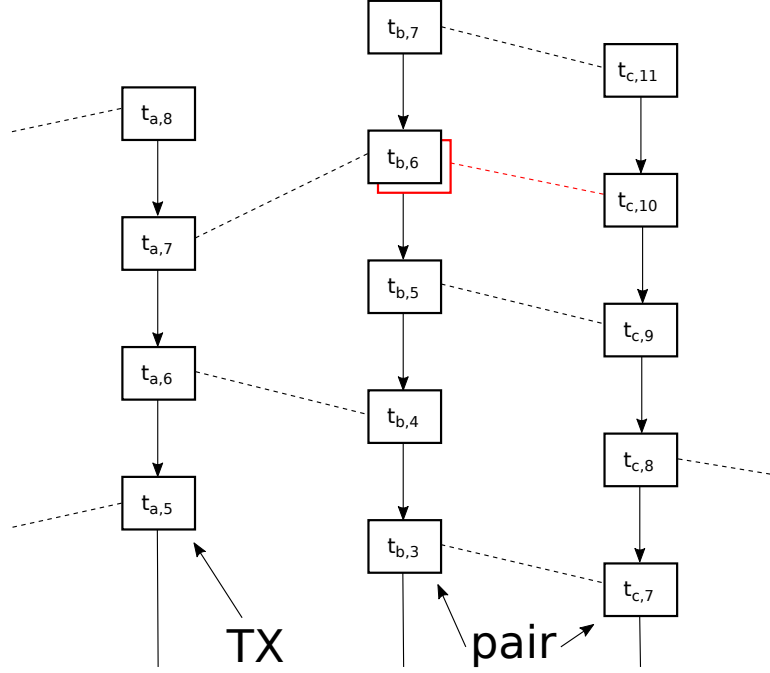 t_b,7
t_c,11
t_a,8
t_b,6
t_c,10
t_a,7
t_b,5
t_c,9
t_a,6
t_b,4
t_c,8
t_a,5
t_b,3
t_c,7
TX
pair